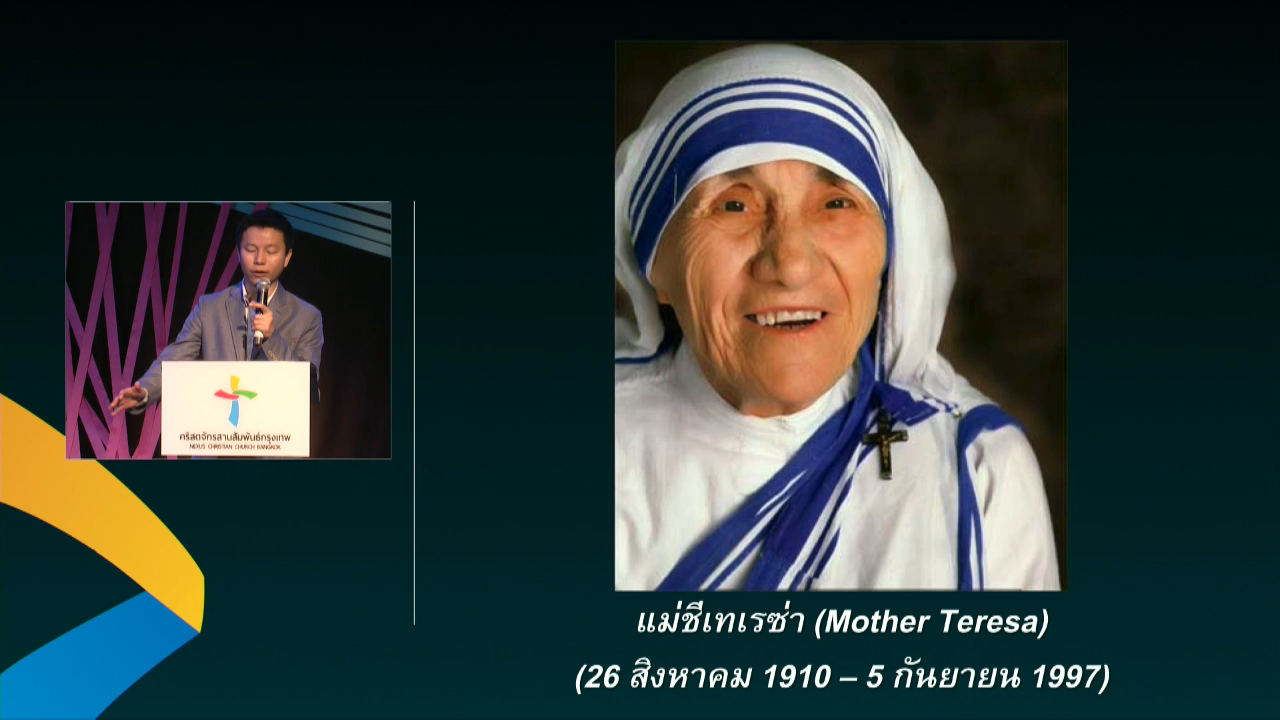 คริสตจักรสานสัมพันธ์กรุงเทพ
NEXUS CHRISTIAN CHURCH BANGKOK
แม่ชีเทเรซ่า (Mother Teresa)
(26 สิงหาคม 1910 – 5 กันยายน 1997)